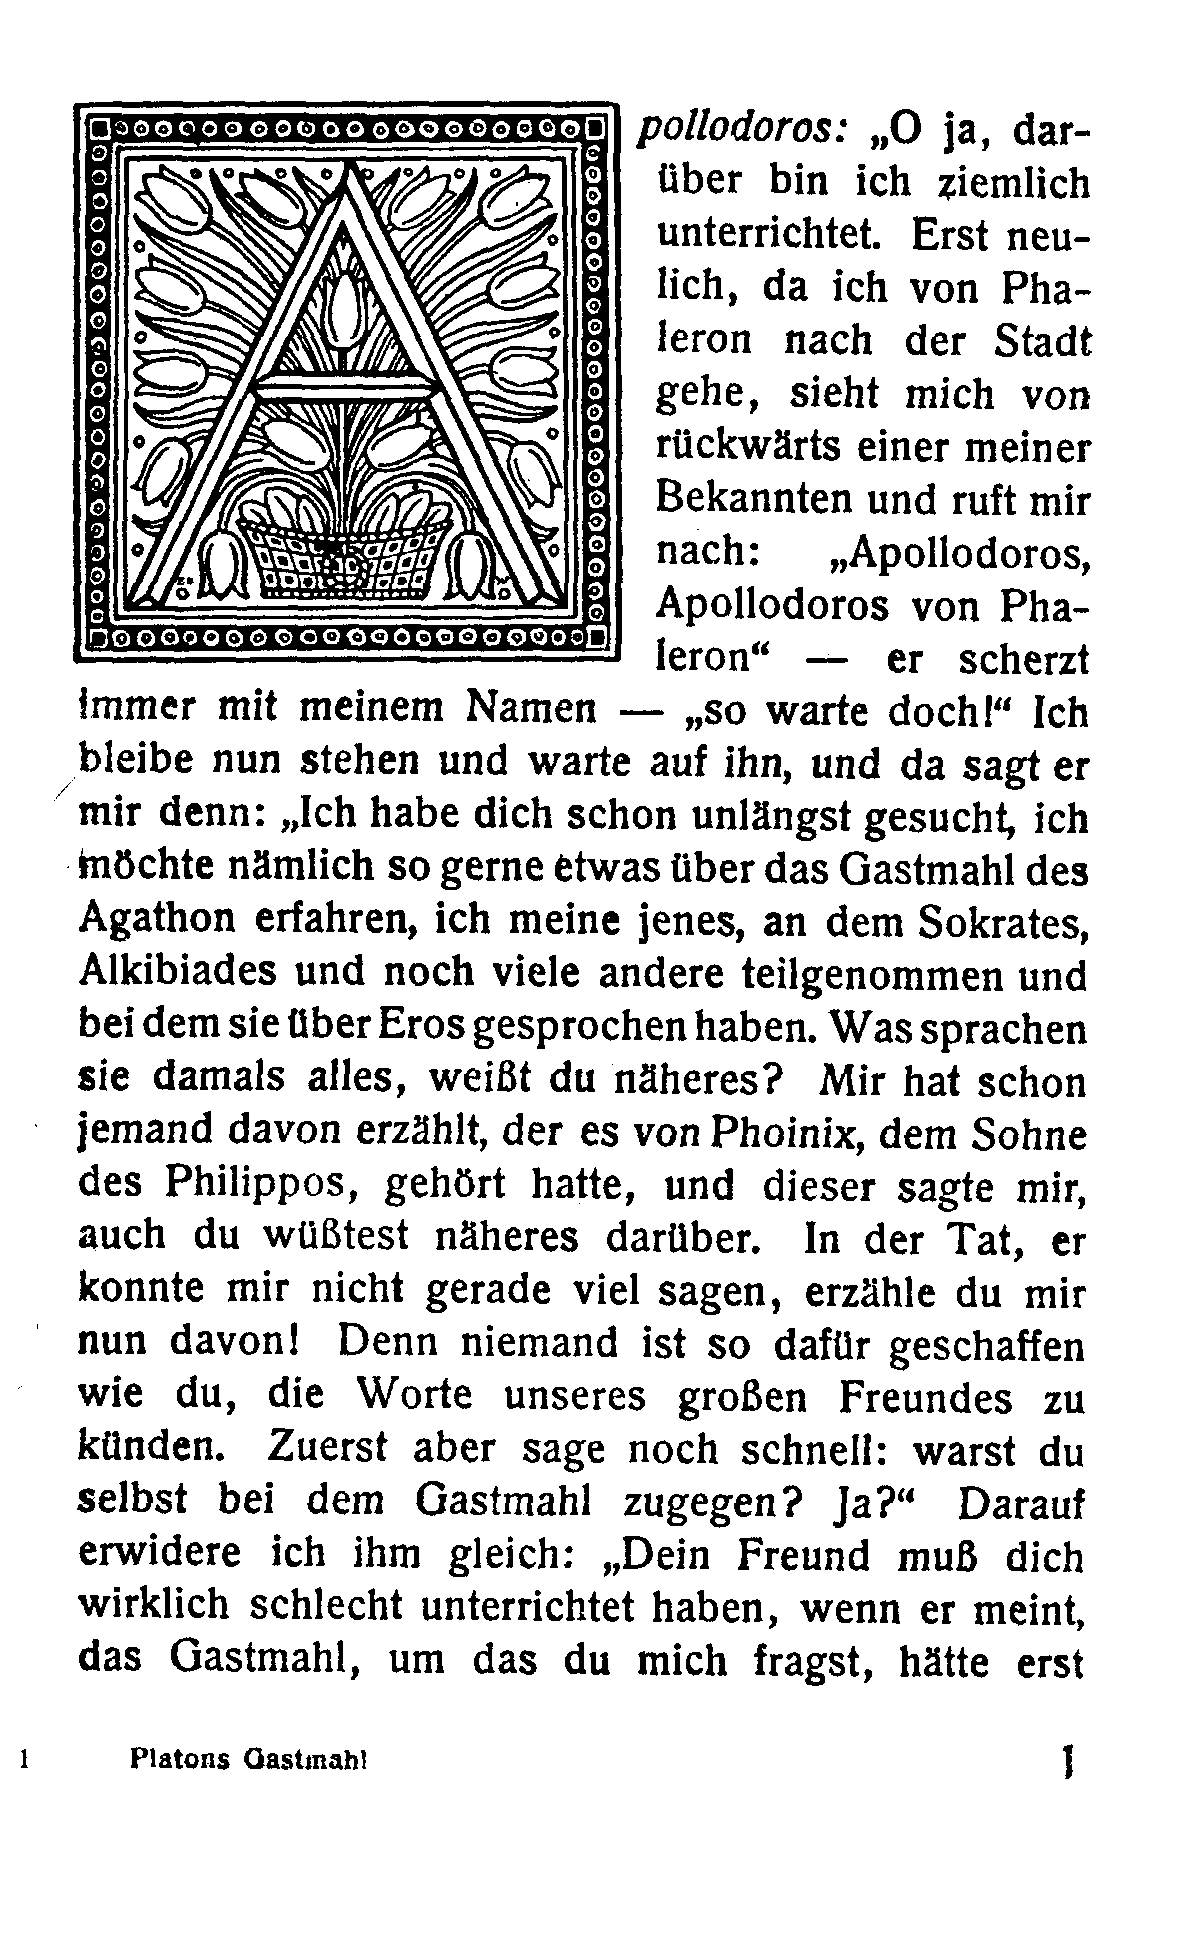 Apollodoros: „O ja, dar-
über bin ich ziemlich
unterrichtet. Erst neu-
lich, da ich von Pha-
leron nach der Stadt
gehe, sieht mich von
rückwärts einer meiner
Bekannten und ruft mir
nach: „Apollodoros,
Apollodoros von Pha-
leron“ — er scherzt
immer mit meinem Namen — „so warte doch!“ Ich
bleibe nun stehen und warte auf ihn, und da sagt er
mir denn: „Ich habe dich schon unlängst gesucht, ich
möchte nämlich so gerne etwas über das Gastmahl des
Agathon erfahren, ich meine jenes, an dem Sokrates,
Alkibiades und noch viele andere teilgenommen und
bei dem sie über Eros gesprochen haben. Was sprachen
sie damals alles, weißt du näheres? Mir hat schon
jemand davon erzählt, der es von Phoinix, dem Sohne
des Philippos, gehört hatte, und dieser sagte mir,
auch du wüßtest näheres darüber. In der Tat, er
konnte mir nicht gerade viel sagen, erzähle du mir
nun davon! Denn niemand ist so dafür geschaffen
wie du, die Worte unseres großen Freundes zu
künden. Zuerst aber sage noch schnell: warst du
selbst bei dem Gastmahl zugegen? Ja?“ Darauf
erwidere ich ihm gleich: „Dein Freund muß dich
wirklich schlecht unterrichtet haben, wenn er meint,
das Gastmahl, um das du mich fragst, hätte erst
1 Platons Gastmahl 1